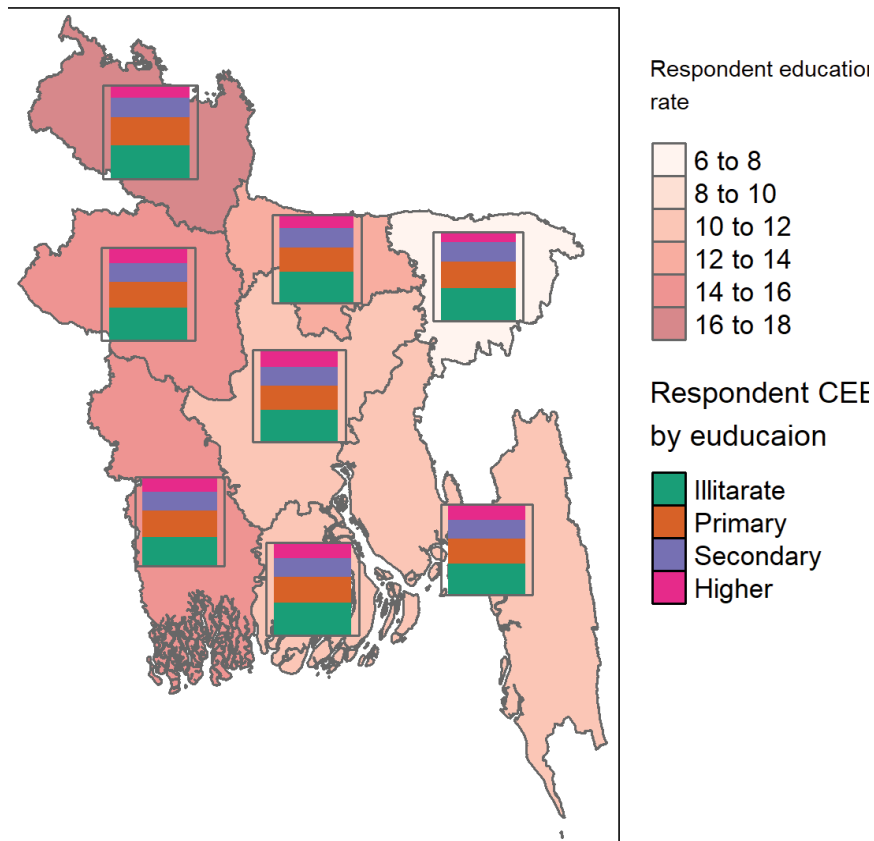 Respondent education
rate
6 to 8
8 to 10
10 to 12
12 to 14
14 to 16
16 to 18
Respondent CEB
by euducaion
Illitarate
Primary
Secondary
Higher